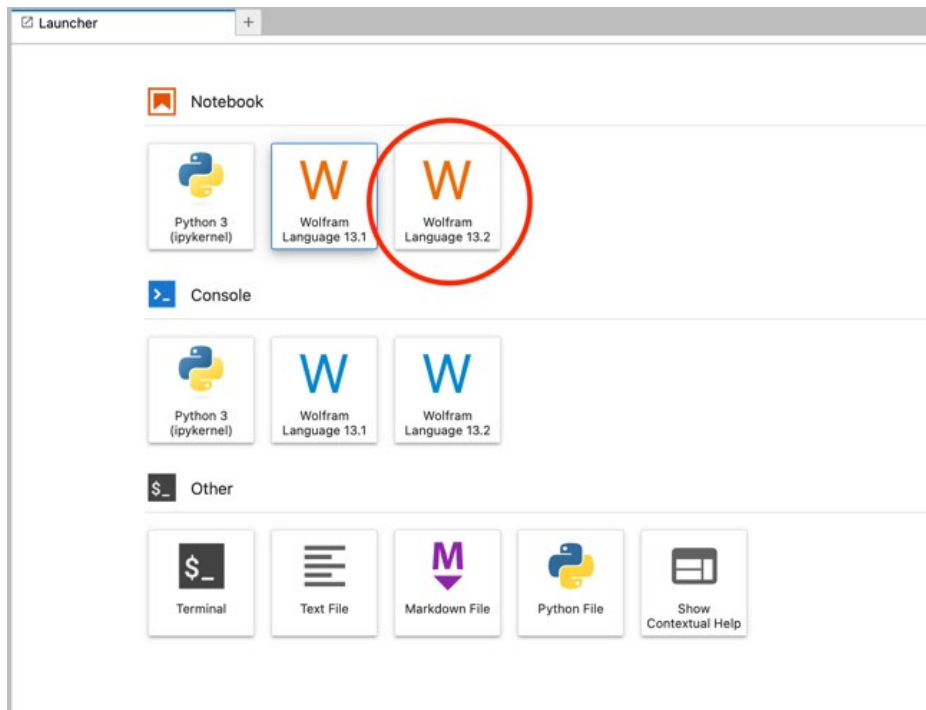 Launcher
+
Notebook
W
W
Python 3
(ipykernel)
Wolfram
Language 13.1
Wolfram
Language 13.2
>_
Console
W
W
Python 3
(ipykernel)
Wolfram
Language 13.1
Wolfram
Language 13.2
$_
Other
$_
M
Terminal
Text File
Markdown File
Python File
Show
Contextual Help